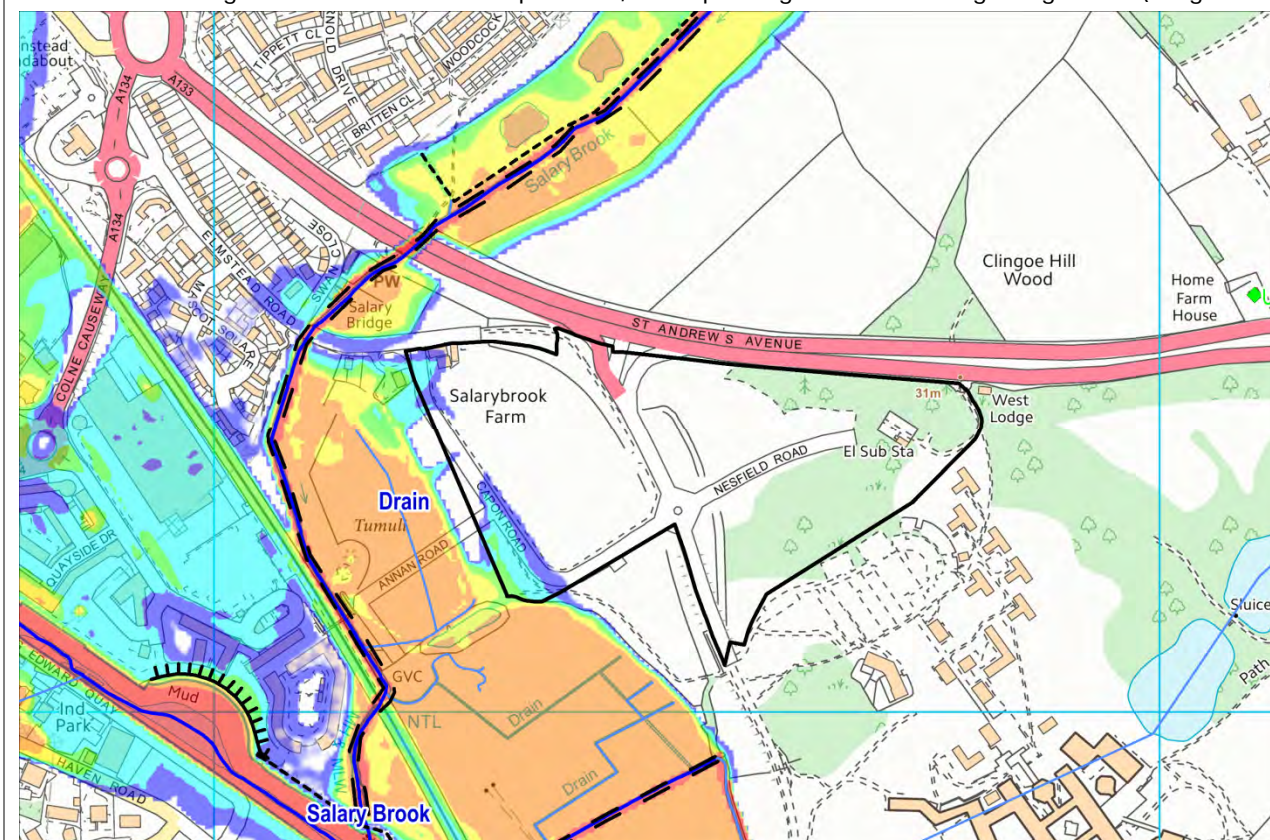 A134
A133
TIPPETT CL
ARNOLD DRIVE
WOODCOCK
BRITTEN CL
Salary Brook
A134
COLNE CAUSEWAY
ELMSTEAD ROAD
SWAN CLOSE
MASCOT SQUARE
PW
Salary
Bridge
ST ANDREW'S AVENUE
Clingoe Hill
Wood
Home
Farm
House
Salarybrook
Farm
31m
West
Lodge
El Sub Sta
NESFIELD ROAD
Drain
Tumuli
CAPON ROAD
ANNAN ROAD
QUAYSIDE DR
Sluice
Path
EDWARD QUAY
Mud
GVC
NTL
Ind
Park
Drain
Drain
HAVEN ROAD
Salary Brook